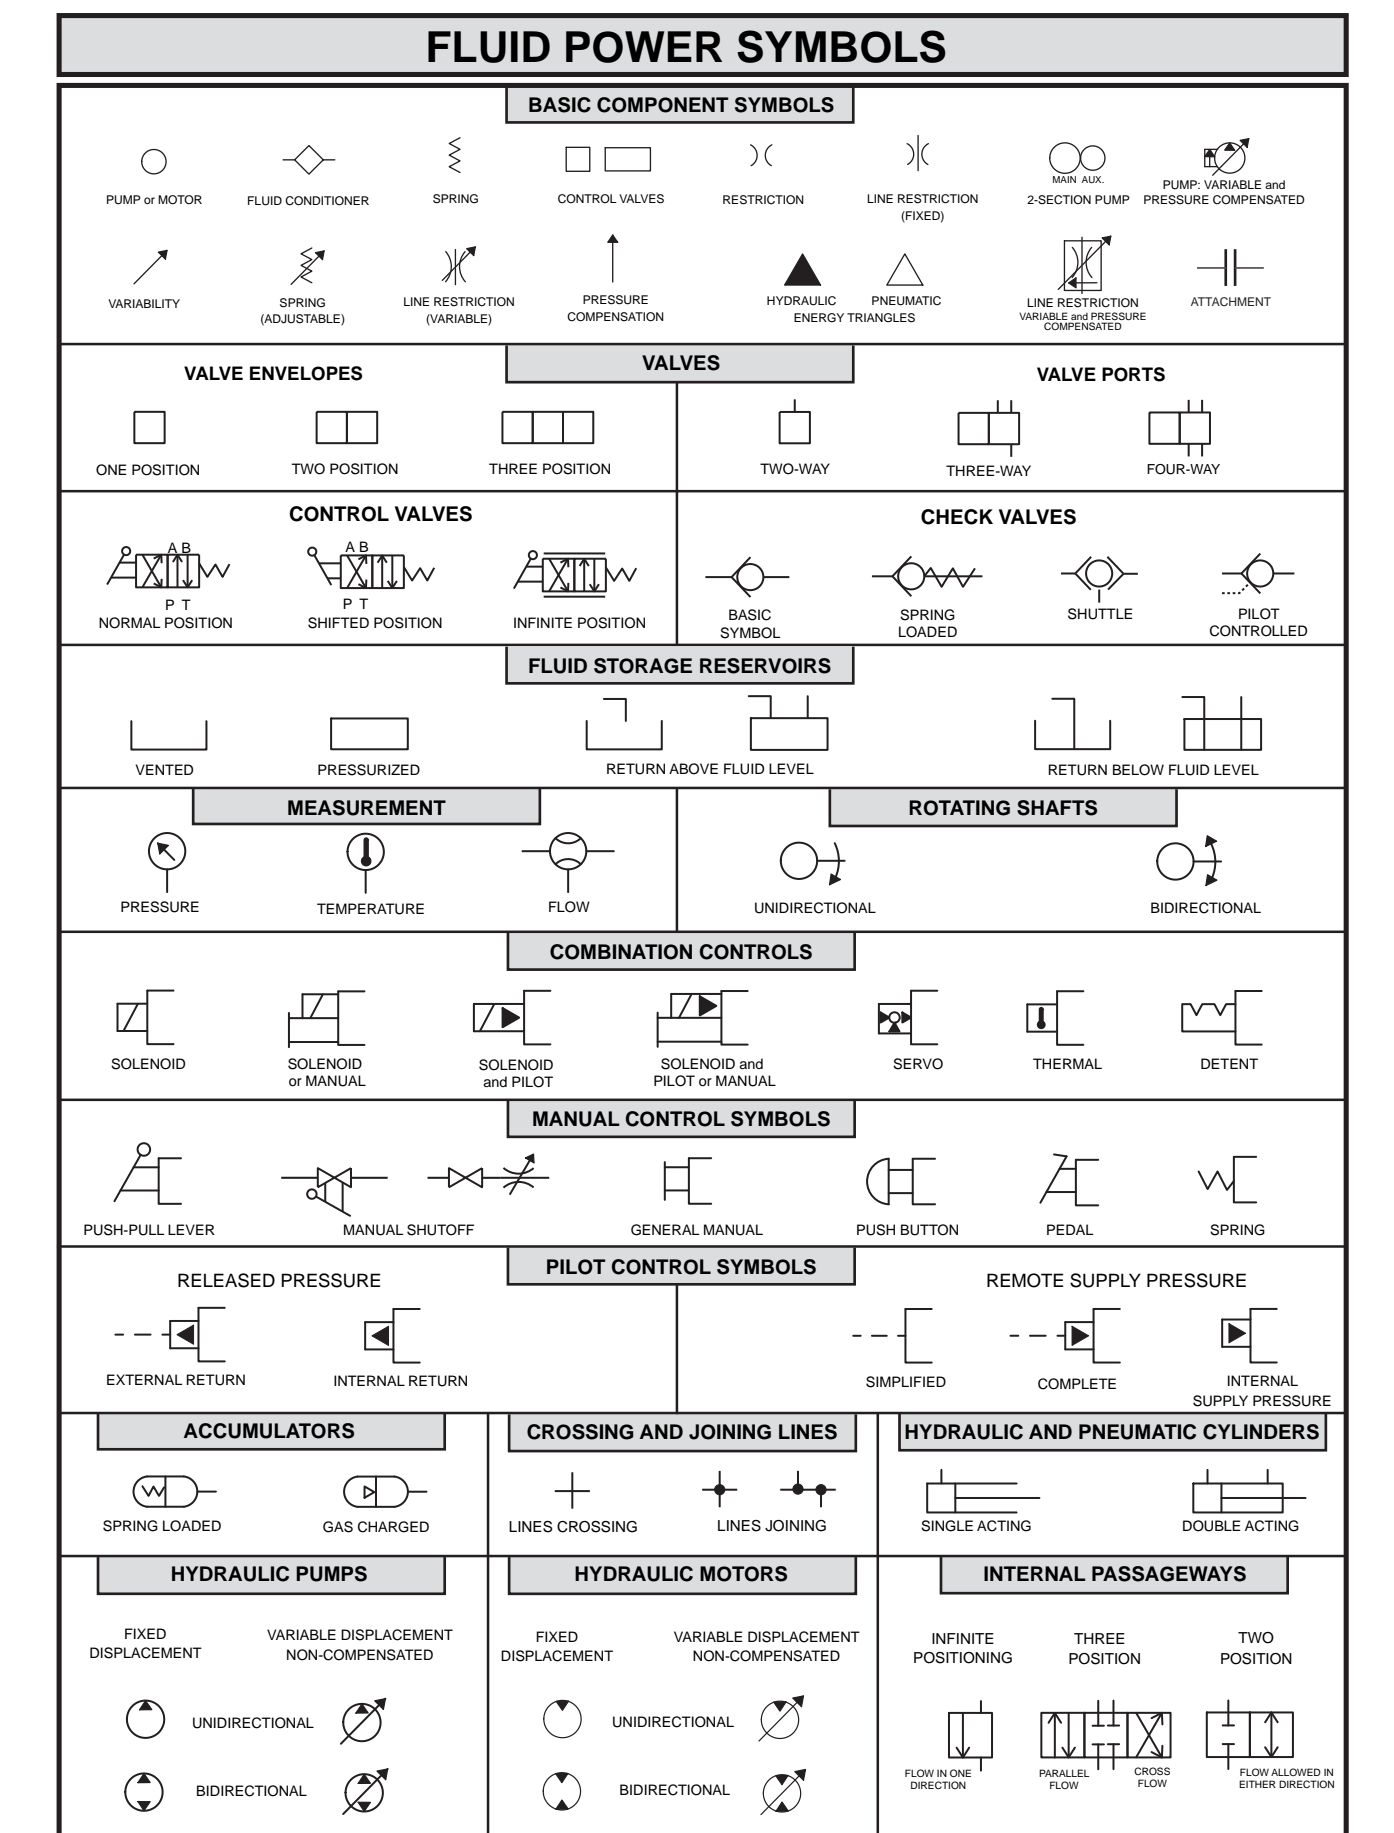 FLUID POWER SYMBOLS
BASIC COMPONENT SYMBOLS
PUMP or MOTOR
FLUID CONDITIONER
SPRING
CONTROL VALVES
RESTRICTION
LINE RESTRICTION
(FIXED)
MAIN AUX.
2-SECTION PUMP
PUMP: VARIABLE and
PRESSURE COMPENSATED
VARIABILITY
SPRING
(ADJUSTABLE)
LINE RESTRICTION
(VARIABLE)
PRESSURE
COMPENSATION
HYDRAULIC
PNEUMATIC
ENERGY TRIANGLES
LINE RESTRICTION
VARIABLE and PRESSURE
COMPENSATED
ATTACHMENT
VALVES
VALVE ENVELOPES
ONE POSITION
TWO POSITION
THREE POSITION
VALVE PORTS
TWO-WAY
THREE-WAY
FOUR-WAY
CONTROL VALVES
A B
P T
NORMAL POSITION
A B
P T
SHIFTED POSITION
INFINITE POSITION
CHECK VALVES
BASIC
SYMBOL
SPRING
LOADED
SHUTTLE
PILOT
CONTROLLED
FLUID STORAGE RESERVOIRS
VENTED
PRESSURIZED
RETURN ABOVE FLUID LEVEL
RETURN BELOW FLUID LEVEL
MEASUREMENT
PRESSURE
TEMPERATURE
FLOW
ROTATING SHAFTS
UNIDIRECTIONAL
BIDIRECTIONAL
COMBINATION CONTROLS
SOLENOID
SOLENOID
or MANUAL
SOLENOID
and PILOT
SOLENOID and
PILOT or MANUAL
SERVO
THERMAL
DETENT
MANUAL CONTROL SYMBOLS
PUSH-PULL LEVER
MANUAL SHUTOFF
GENERAL MANUAL
PUSH BUTTON
PEDAL
SPRING
PILOT CONTROL SYMBOLS
RELEASED PRESSURE
EXTERNAL RETURN
INTERNAL RETURN
REMOTE SUPPLY PRESSURE
SIMPLIFIED
COMPLETE
INTERNAL
SUPPLY PRESSURE
ACCUMULATORS
SPRING LOADED
GAS CHARGED
CROSSING AND JOINING LINES
LINES CROSSING
LINES JOINING
HYDRAULIC AND PNEUMATIC CYLINDERS
SINGLE ACTING
DOUBLE ACTING
HYDRAULIC PUMPS
FIXED
DISPLACEMENT
VARIABLE DISPLACEMENT
NON-COMPENSATED
UNIDIRECTIONAL
BIDIRECTIONAL
HYDRAULIC MOTORS
FIXED
DISPLACEMENT
VARIABLE DISPLACEMENT
NON-COMPENSATED
UNIDIRECTIONAL
BIDIRECTIONAL
INTERNAL PASSAGEWAYS
INFINITE
POSITIONING
THREE
POSITION
TWO
POSITION
FLOW IN ONE
DIRECTION
PARALLEL
FLOW
CROSS
FLOW
FLOW ALLOWED IN
EITHER DIRECTION